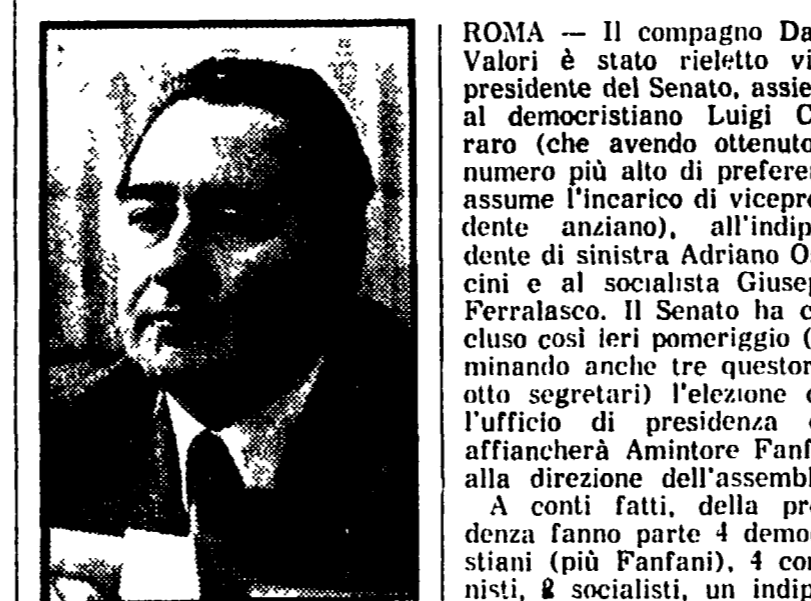 ROMA — Il compagno Da
Valori è stato rieletto vi
presidente del Senato, assie
al democristiano Luigi C
raro (che avendo ottenuto
numero più alto di prefere
assume l'incarico di vicepre
dente anziano), all'indip
dente di sinistra Adriano O
cini e al socialista Giusep
Ferralasco. Il Senato ha c
cluso così ieri pomeriggio (
minando anche tre questor
otto segretari) l'elezione d
l'ufficio di presidenza
affiancherà Amintore Fanf
alla direzione dell'assembl
A conti fatti, della pre
denza fanno parte 4 democ
stiani (più Fanfani), 4 com
nisti, 2 socialisti, un indip